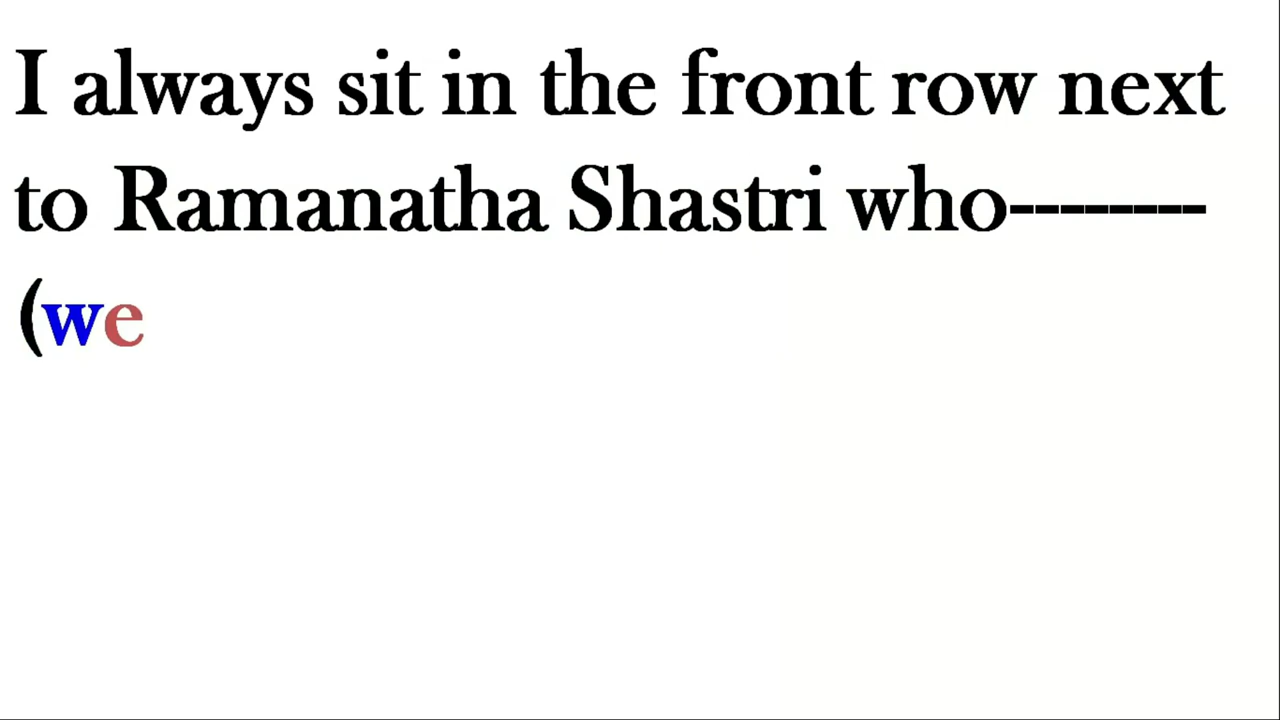 I always sit in the front row next
to Ramanatha Shastri who--------
(we